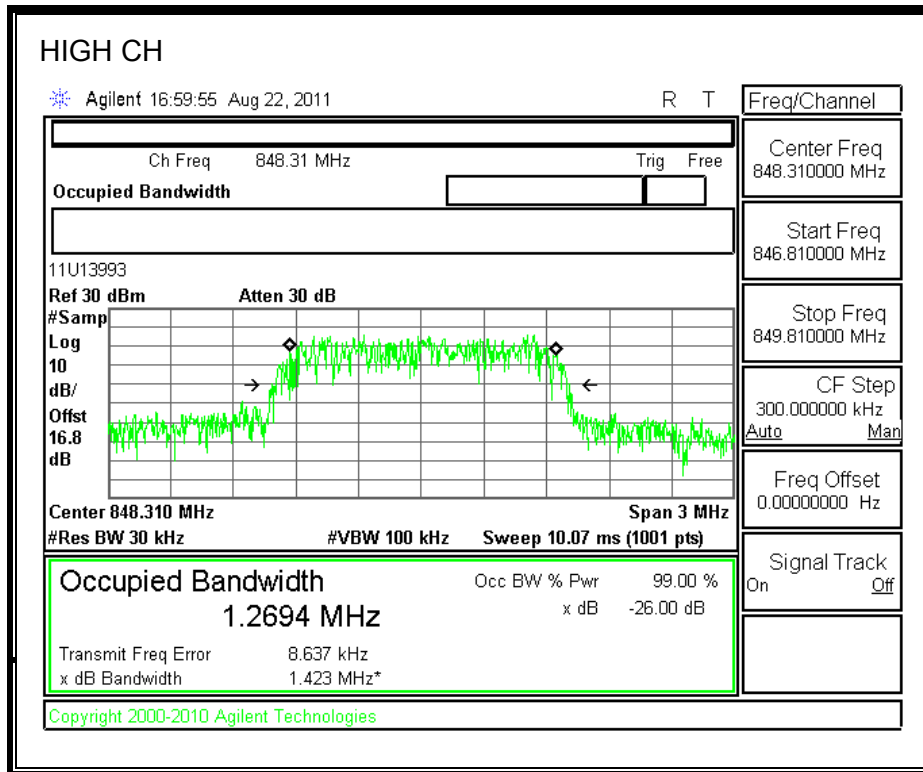 HIGH CH
Agilent 16:59:55 Aug 22, 2011 R T
Freq/Channel
Ch Freq 848.31 MHz Trig Free
Occupied Bandwidth
Center Freq
848.310000 MHz
Start Freq
846.810000 MHz
Stop Freq
849.810000 MHz
CF Step
300.000000 kHz
Auto Man
Freq Offset
0.00000000 Hz
Signal Track
On Off
11U13993
Ref 30 dBm Atten 30 dB
#Samp
Log
10
dB/
Offst
16.8
dB
Center 848.310 MHz Span 3 MHz
#Res BW 30 kHz #VBW 100 kHz Sweep 10.07 ms (1001 pts)
Occupied Bandwidth
1.2694 MHz
Occ BW % Pwr 99.00 %
x dB -26.00 dB
Transmit Freq Error 8.637 kHz
x dB Bandwidth 1.423 MHz*
Copyright 2000-2010 Agilent Technologies